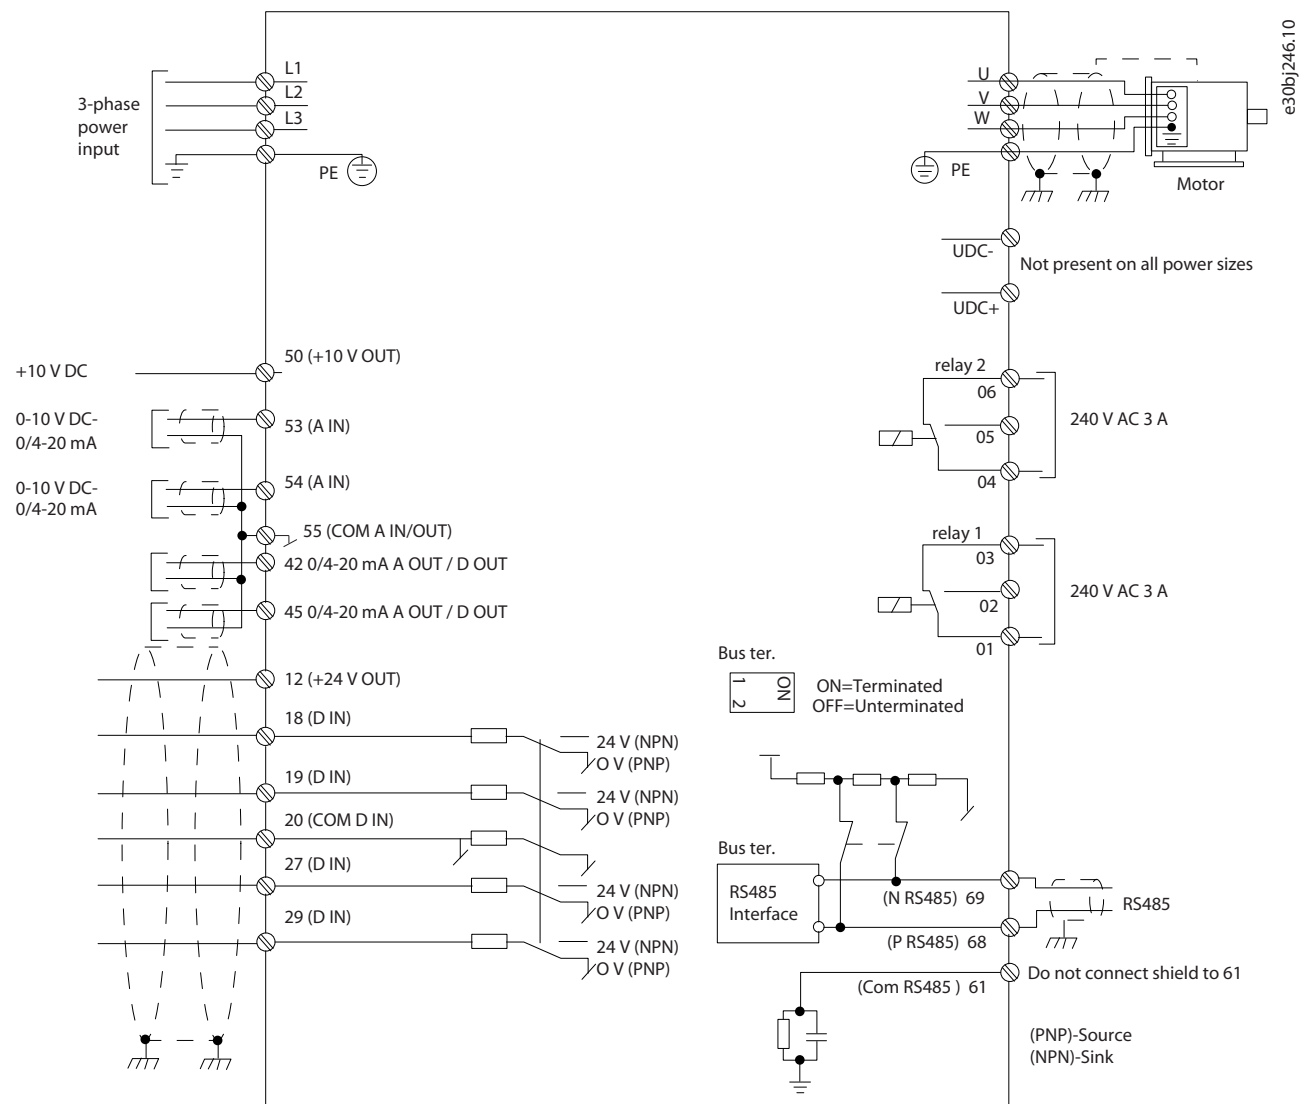 e30bj246.10
3-phase
power
input
L1
L2
L3
PE
U
V
W
PE
Motor
UDC-
Not present on all power sizes
UDC+
+10 V DC
50 (+10 V OUT)
0-10 V DC-
0/4-20 mA
53 (A IN)
0-10 V DC-
0/4-20 mA
54 (A IN)
55 (COM A IN/OUT)
42 0/4-20 mA A OUT / D OUT
45 0/4-20 mA A OUT / D OUT
12 (+24 V OUT)
18 (D IN)
24 V (NPN)
O V (PNP)
19 (D IN)
24 V (NPN)
O V (PNP)
20 (COM D IN)
27 (D IN)
24 V (NPN)
O V (PNP)
29 (D IN)
24 V (NPN)
O V (PNP)
relay 2
06
05
04
240 V AC 3 A
relay 1
03
02
01
240 V AC 3 A
Bus ter.
1
2
ON
ON=Terminated
OFF=Unterminated
Bus ter.
RS485
Interface
(N RS485) 69
RS485
(P RS485) 68
(Com RS485 ) 61
Do not connect shield to 61
(PNP)-Source
(NPN)-Sink